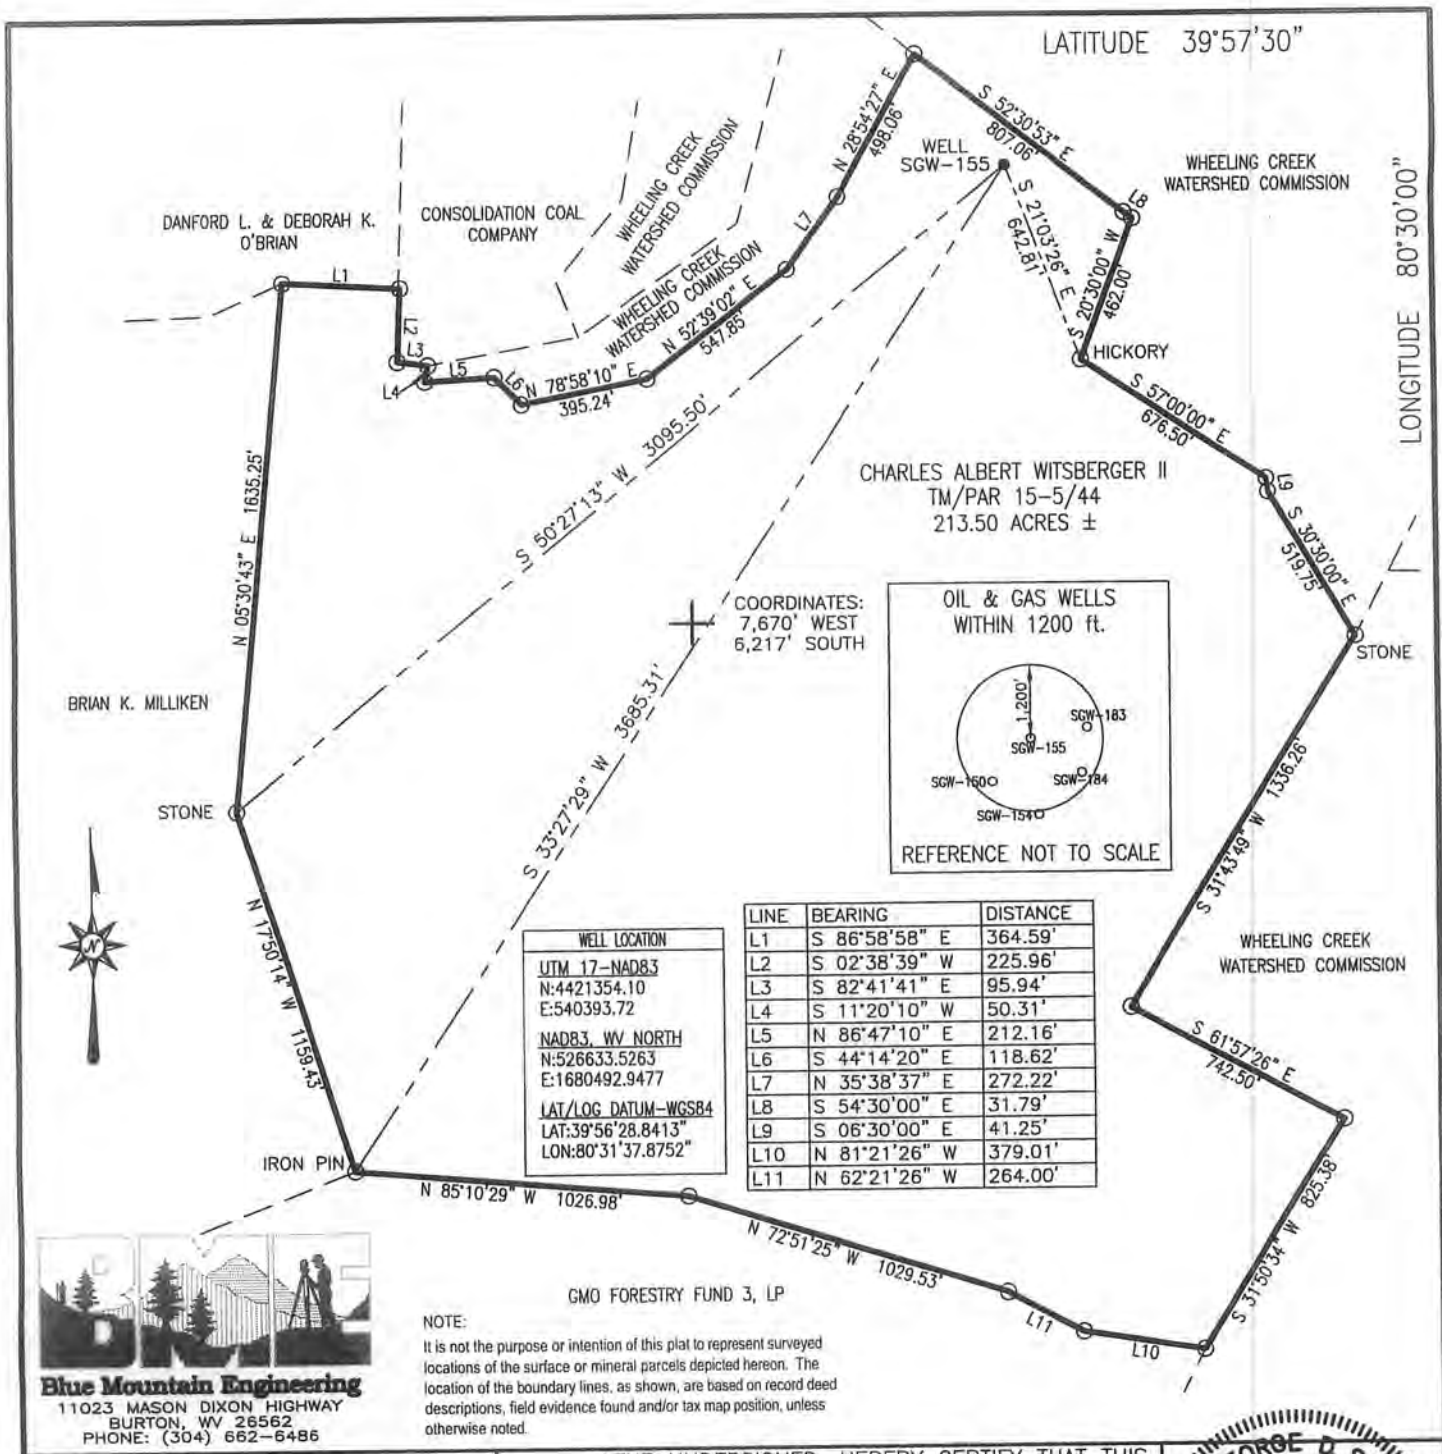 LATITUDE 39°57'30"
LONGITUDE 80°30'00"
N 28°54'27" E
498.06'
S 52°30'53" E
807.06'
WELL
SGW-155
L8
WHEELING CREEK
WATERSHED COMMISSION
DANFORD L. & DEBORAH K.
O'BRIAN
CONSOLIDATION COAL
COMPANY
WHEELING CREEK
WATERSHED COMMISSION
WHEELING CREEK
WATERSHED COMMISSION
L7
S 21°03'26" E
642.81'
S 20°30'00" W
462.00'
L1
L2
L3
L4
L5
L6
N 78°58'10" E
395.24'
N 52°39'02" E
547.85'
HICKORY
S 57°00'00" E
676.50'
S 50°27'13" W 3095.50'
CHARLES ALBERT WITSBERGER II
TM/PAR 15-5/44
213.50 ACRES ±
L9
S 30°30'00" E
519.75'
N 05°30'43" E 1635.25'
COORDINATES:
7,670' WEST
6,217' SOUTH
STONE
OIL & GAS WELLS
WITHIN 1200 ft.
1,200'
SGW-183
SGW-155
SGW-150
SGW-184
SGW-154
REFERENCE NOT TO SCALE
BRIAN K. MILLIKEN
S 33°27'29" W 3685.31'
STONE
S 31°43'49" W 1336.26'
N
N 17°50'14" W 1159.43'
WELL LOCATION
UTM 17-NAD83
N:4421354.10
E:540393.72
NAD83, WV NORTH
N:526633.5263
E:1680492.9477
LAT/LOG DATUM-WGS84
LAT:39°56'28.8413"
LON:80°31'37.8752"
LINE BEARING DISTANCE
L1 S 86°58'58" E 364.59'
L2 S 02°38'39" W 225.96'
L3 S 82°41'41" E 95.94'
L4 S 11°20'10" W 50.31'
L5 N 86°47'10" E 212.16'
L6 S 44°14'20" E 118.62'
L7 N 35°38'37" E 272.22'
L8 S 54°30'00" E 31.79'
L9 S 06°30'00" E 41.25'
L10 N 81°21'26" W 379.01'
L11 N 62°21'26" W 264.00'
WHEELING CREEK
WATERSHED COMMISSION
S 61°57'26" E
742.50'
IRON PIN
N 85°10'29" W 1026.98'
N 72°51'25" W 1029.53'
S 31°50'34" W 825.38'
L11
L10
GMO FORESTRY FUND 3, LP
BME
Blue Mountain Engineering
11023 MASON DIXON HIGHWAY
BURTON, WV 26562
PHONE: (304) 662-6486
NOTE:
It is not the purpose or intention of this plat to represent surveyed
locations of the surface or mineral parcels depicted hereon. The
location of the boundary lines, as shown, are based on record deed
descriptions, field evidence found and/or tax map position, unless
otherwise noted.
HEREBY CERTIFY THAT THIS